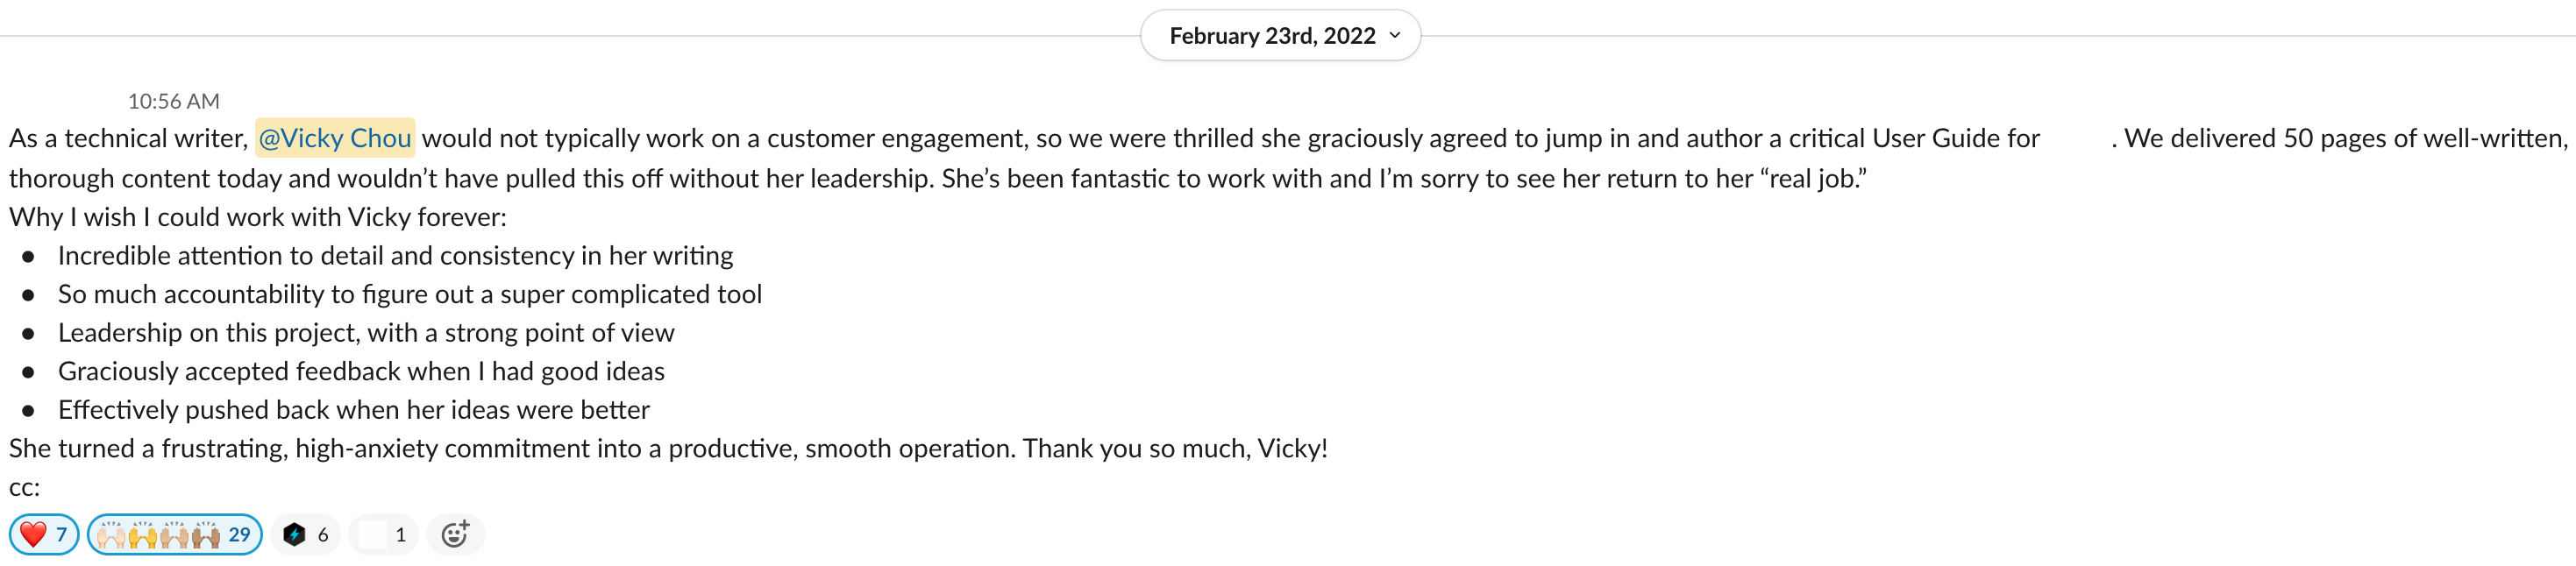 February 23rd, 2022
10:56 AM
As a technical writer, @Vicky Chou would not typically work on a customer engagement, so we were thrilled she graciously agreed to jump in and author a critical User Guide for . We delivered 50 pages of well-written,
thorough content today and wouldn’t have pulled this off without her leadership. She’s been fantastic to work with and I’m sorry to see her return to her “real job.”
Why I wish I could work with Vicky forever:
● Incredible attention to detail and consistency in her writing
● So much accountability to figure out a super complicated tool
● Leadership on this project, with a strong point of view
● Graciously accepted feedback when I had good ideas
● Effectively pushed back when her ideas were better
She turned a frustrating, high-anxiety commitment into a productive, smooth operation. Thank you so much, Vicky!
cc:
7 29 6 1